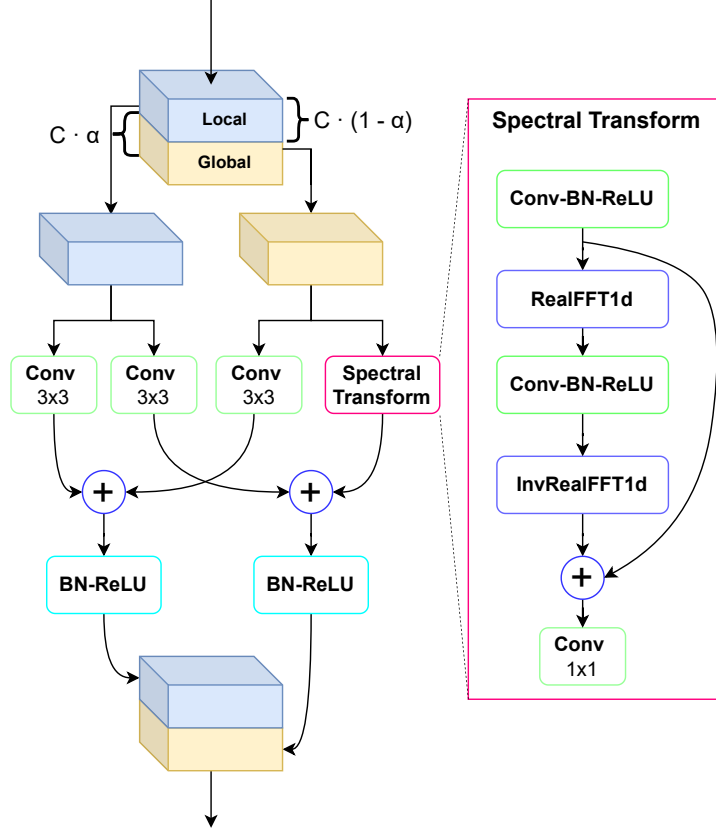 Local
C · α
C · (1 - α)
Global
Conv
3x3
Conv
3x3
Conv
3x3
Spectral
Transform
+
+
BN-ReLU
BN-ReLU
Spectral Transform
Conv-BN-ReLU
RealFFT1d
Conv-BN-ReLU
InvRealFFT1d
+
Conv
1x1